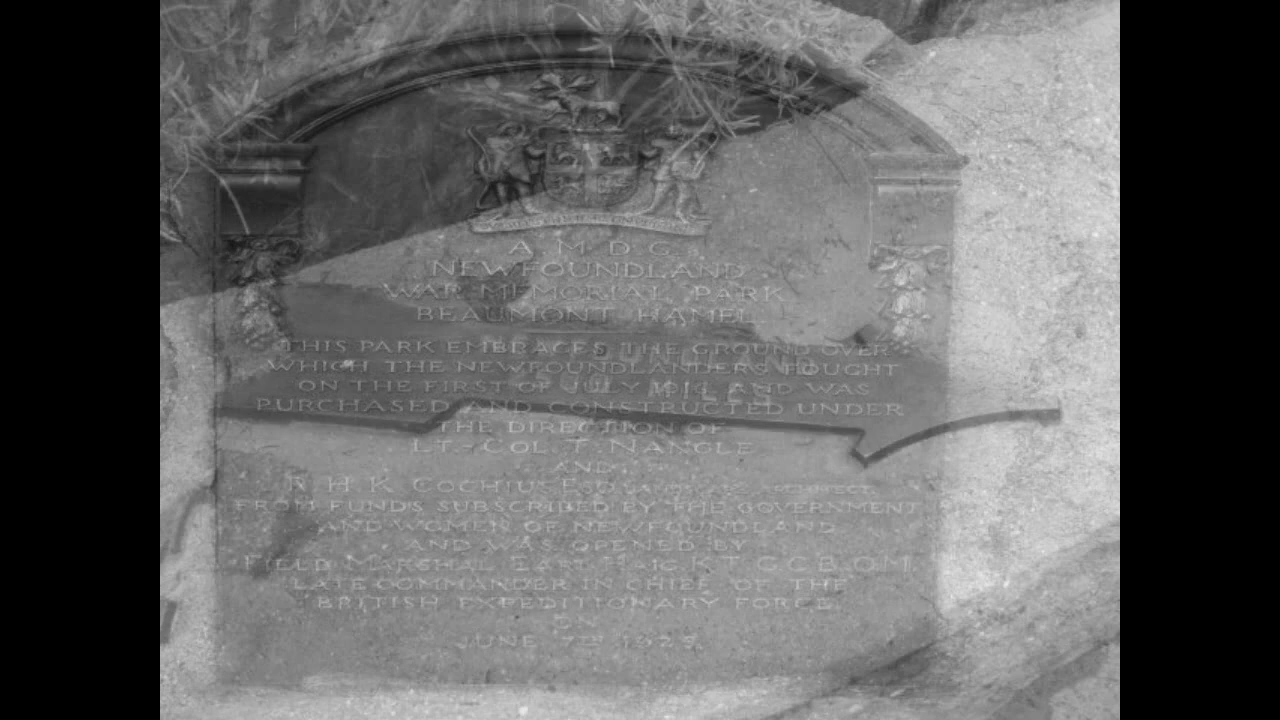 A M D G
NEWFOUNDLAND
WAR MEMORIAL PARK
BEAUMONT HAMEL
THIS PARK EMBRACES THE GROUND OVER
WHICH THE NEWFOUNDLANDERS FOUGHT
ON THE FIRST OF JULY 1916 AND WAS
PURCHASED AND CONSTRUCTED UNDER
THE DIRECTION OF
LT. COL. T. NANGLE
AND
R H K COCHIUS ESQ
FROM FUNDS SUBSCRIBED BY THE GOVERNMENT
AND WOMEN OF NEWFOUNDLAND
AND WAS OPENED BY
FIELD MARSHAL EARL HAIG K.T. G.C.B. O.M.
LATE COMMANDER IN CHIEF OF THE
BRITISH EXPEDITIONARY FORCE
ON
JUNE 7TH 1925
MILES